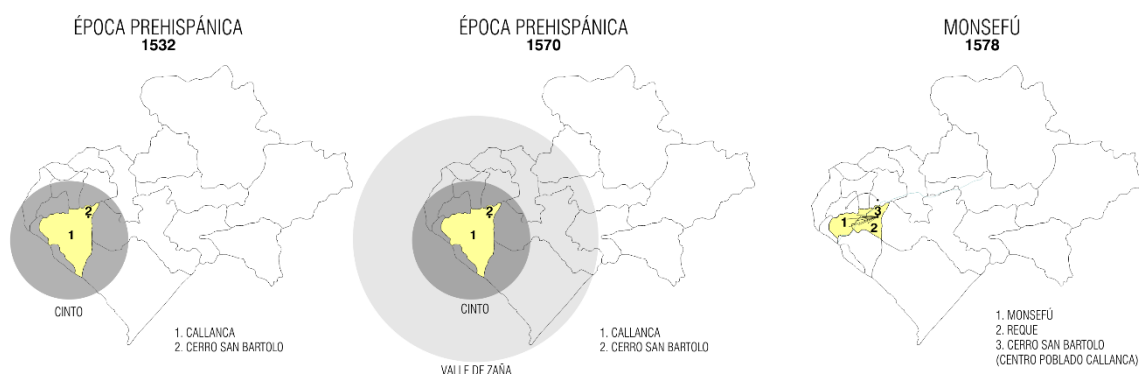 ÉPOCA PREHISPÁNICA
1532
1
2
CINTO
1. CALLANCA
2. CERRO SAN BARTOLO
ÉPOCA PREHISPÁNICA
1570
1
2
CINTO
VALLE DE ZAÑA
1. CALLANCA
2. CERRO SAN BARTOLO
MONSEFÚ
1578
1
3
2
1. MONSEFÚ
2. REQUE
3. CERRO SAN BARTOLO
(CENTRO POBLADO CALLANCA)